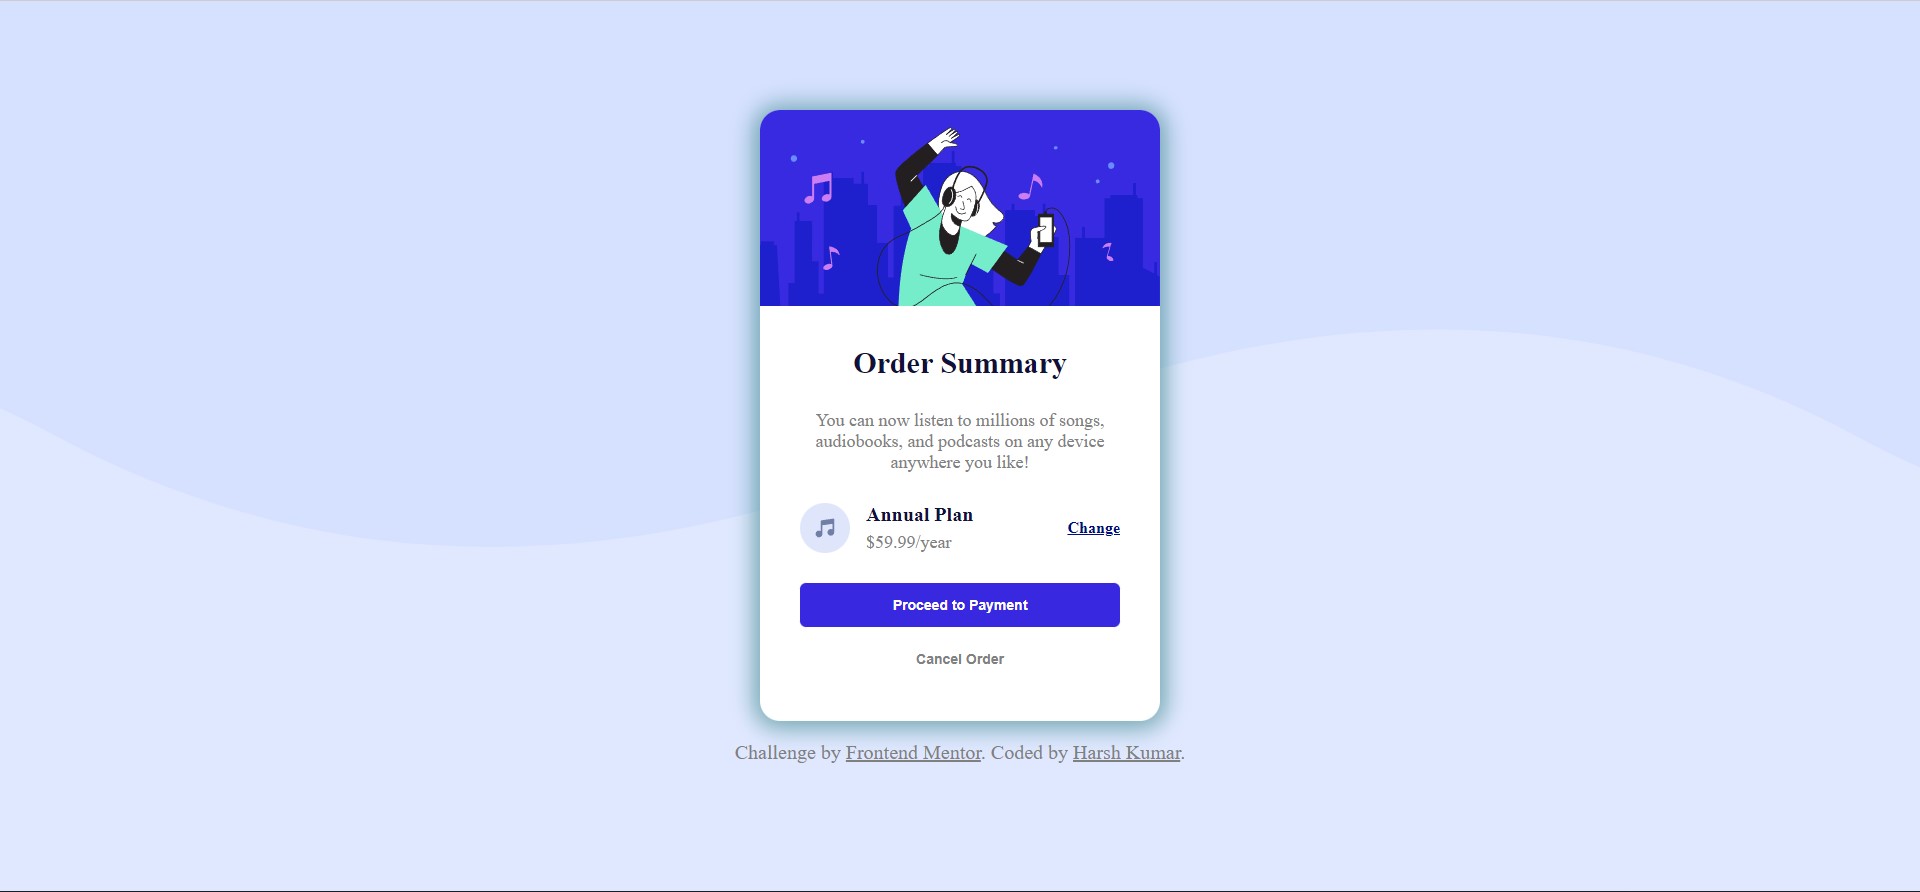 Order Summary
You can now listen to millions of songs,
audiobooks, and podcasts on any device
anywhere you like!
Annual Plan
$59.99/year
Change
Proceed to Payment
Cancel Order
Challenge by Frontend Mentor. Coded by Harsh Kumar.